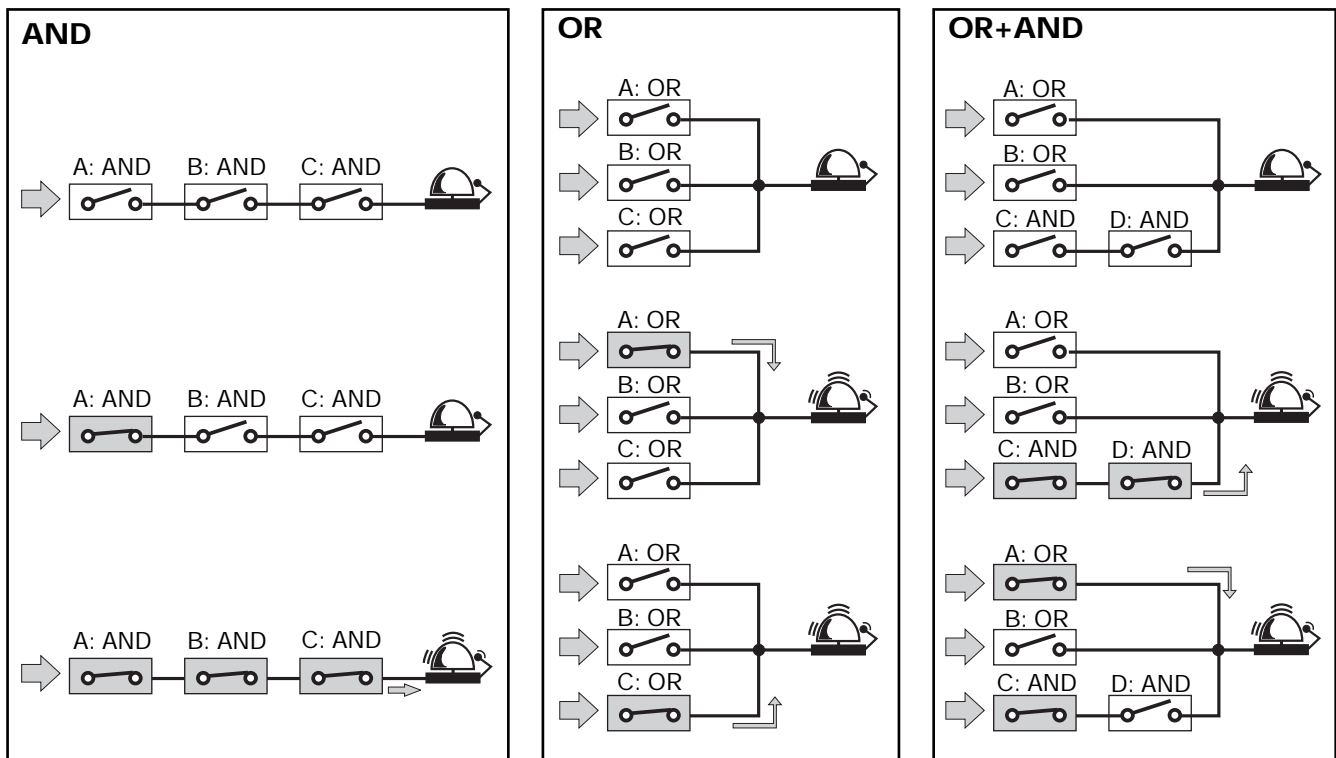 AND
A: AND B: AND C: AND
A: AND B: AND C: AND
A: AND B: AND C: AND
OR
A: OR
B: OR
C: OR
A: OR
B: OR
C: OR
A: OR
B: OR
C: OR
OR+AND
A: OR
B: OR
C: AND D: AND
A: OR
B: OR
C: AND D: AND
A: OR
B: OR
C: AND D: AND